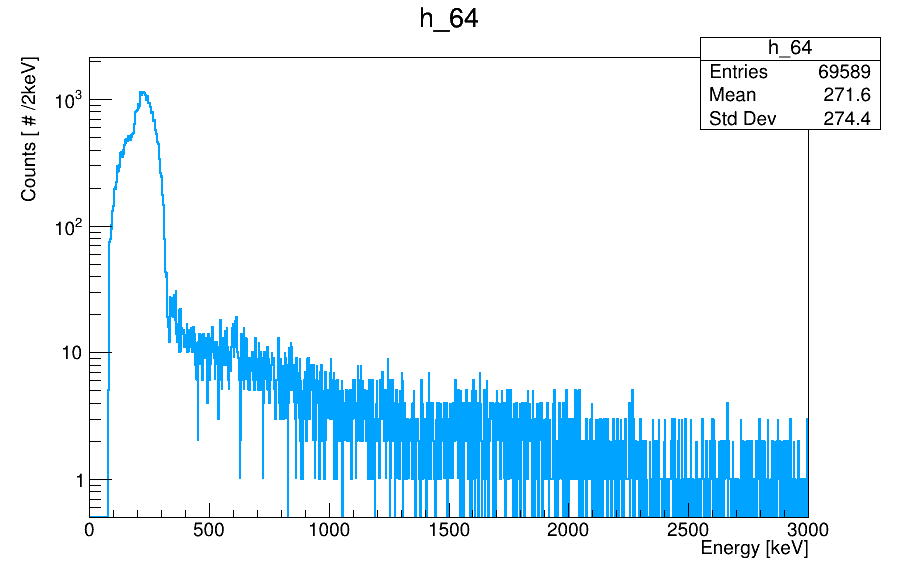 h_64
h_64
Entries 69589
Mean 271.6
Std Dev 274.4
Counts [ # /2keV]
10³
10²
10
1
0 500 1000 1500 2000 2500 3000
Energy [keV]